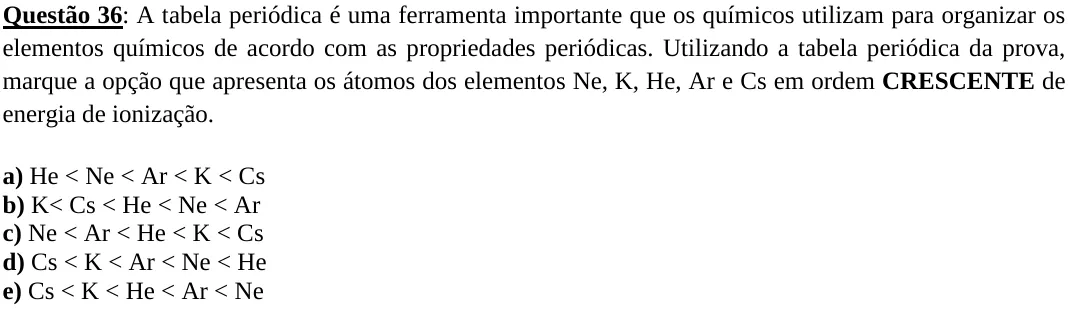 Questão 36: A tabela periódica é uma ferramenta importante que os químicos utilizam para organizar os
elementos químicos de acordo com as propriedades periódicas. Utilizando a tabela periódica da prova,
marque a opção que apresenta os átomos dos elementos Ne, K, He, Ar e Cs em ordem CRESCENTE de
energia de ionização.
a) He < Ne < Ar < K < Cs
b) K< Cs < He < Ne < Ar
c) Ne < Ar < He < K < Cs
d) Cs < K < Ar < Ne < He
e) Cs < K < He < Ar < Ne